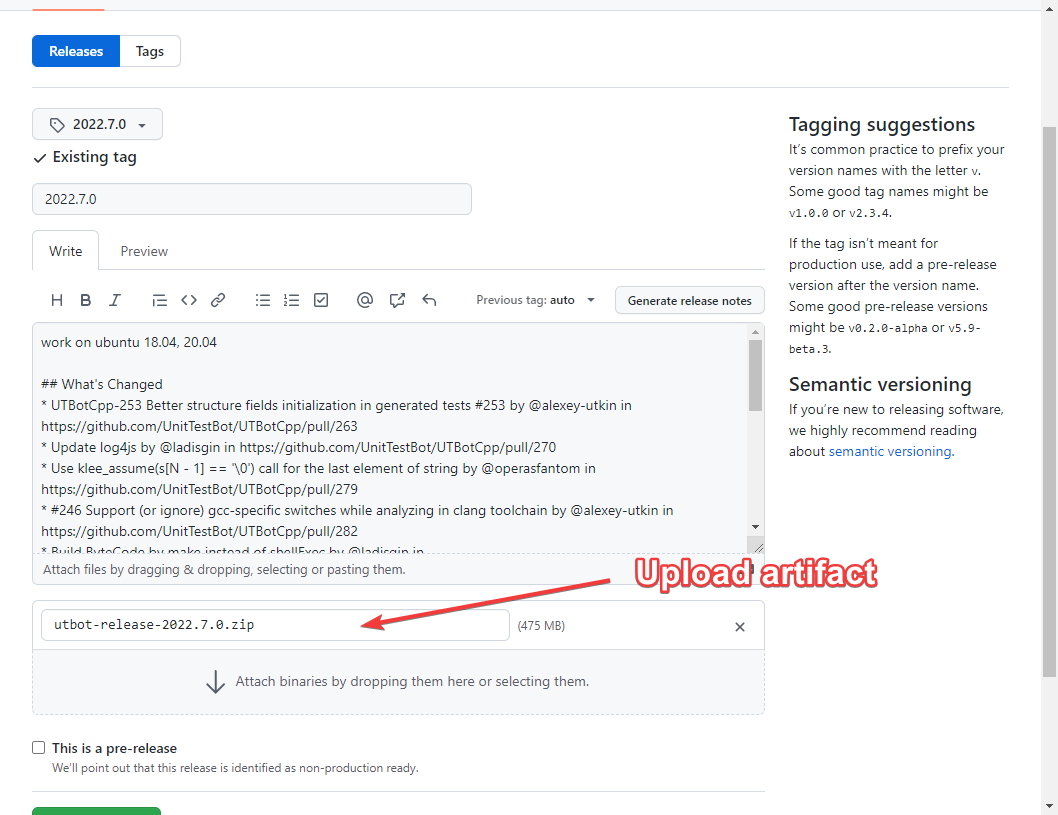 Releases
Tags
2022.7.0
Existing tag
2022.7.0
Write
Preview
Previous tag: auto
Generate release notes
work on ubuntu 18.04, 20.04
## What's Changed
* UTBotCpp-253 Better structure fields initialization in generated tests #253 by @alexey-utkin in
https://github.com/UnitTestBot/UTBotCpp/pull/263
* Update log4js by @ladisgin in https://github.com/UnitTestBot/UTBotCpp/pull/270
* Use klee_assume(s[N - 1] == '\0') call for the last element of string by @operasfantom in
https://github.com/UnitTestBot/UTBotCpp/pull/279
* #246 Support (or ignore) gcc-specific switches while analyzing in clang toolchain by @alexey-utkin in
https://github.com/UnitTestBot/UTBotCpp/pull/282
* Build ByteCode by make instead of shellExec by @ladisgin in
Attach files by dragging & dropping, selecting or pasting them.
Upload artifact
utbot-release-2022.7.0.zip
(475 MB)
Attach binaries by dropping them here or selecting them.
This is a pre-release
We'll point out that this release is identified as non-production ready.
Tagging suggestions
It's common practice to prefix your
version names with the letter v.
Some good tag names might be
v1.0.0 or v2.3.4.
If the tag isn't meant for
production use, add a pre-release
version after the version name.
Some good pre-release versions
might be v0.2.0-alpha or v5.9-
beta.3.
Semantic versioning
If you're new to releasing software,
we highly recommend reading
about semantic versioning.